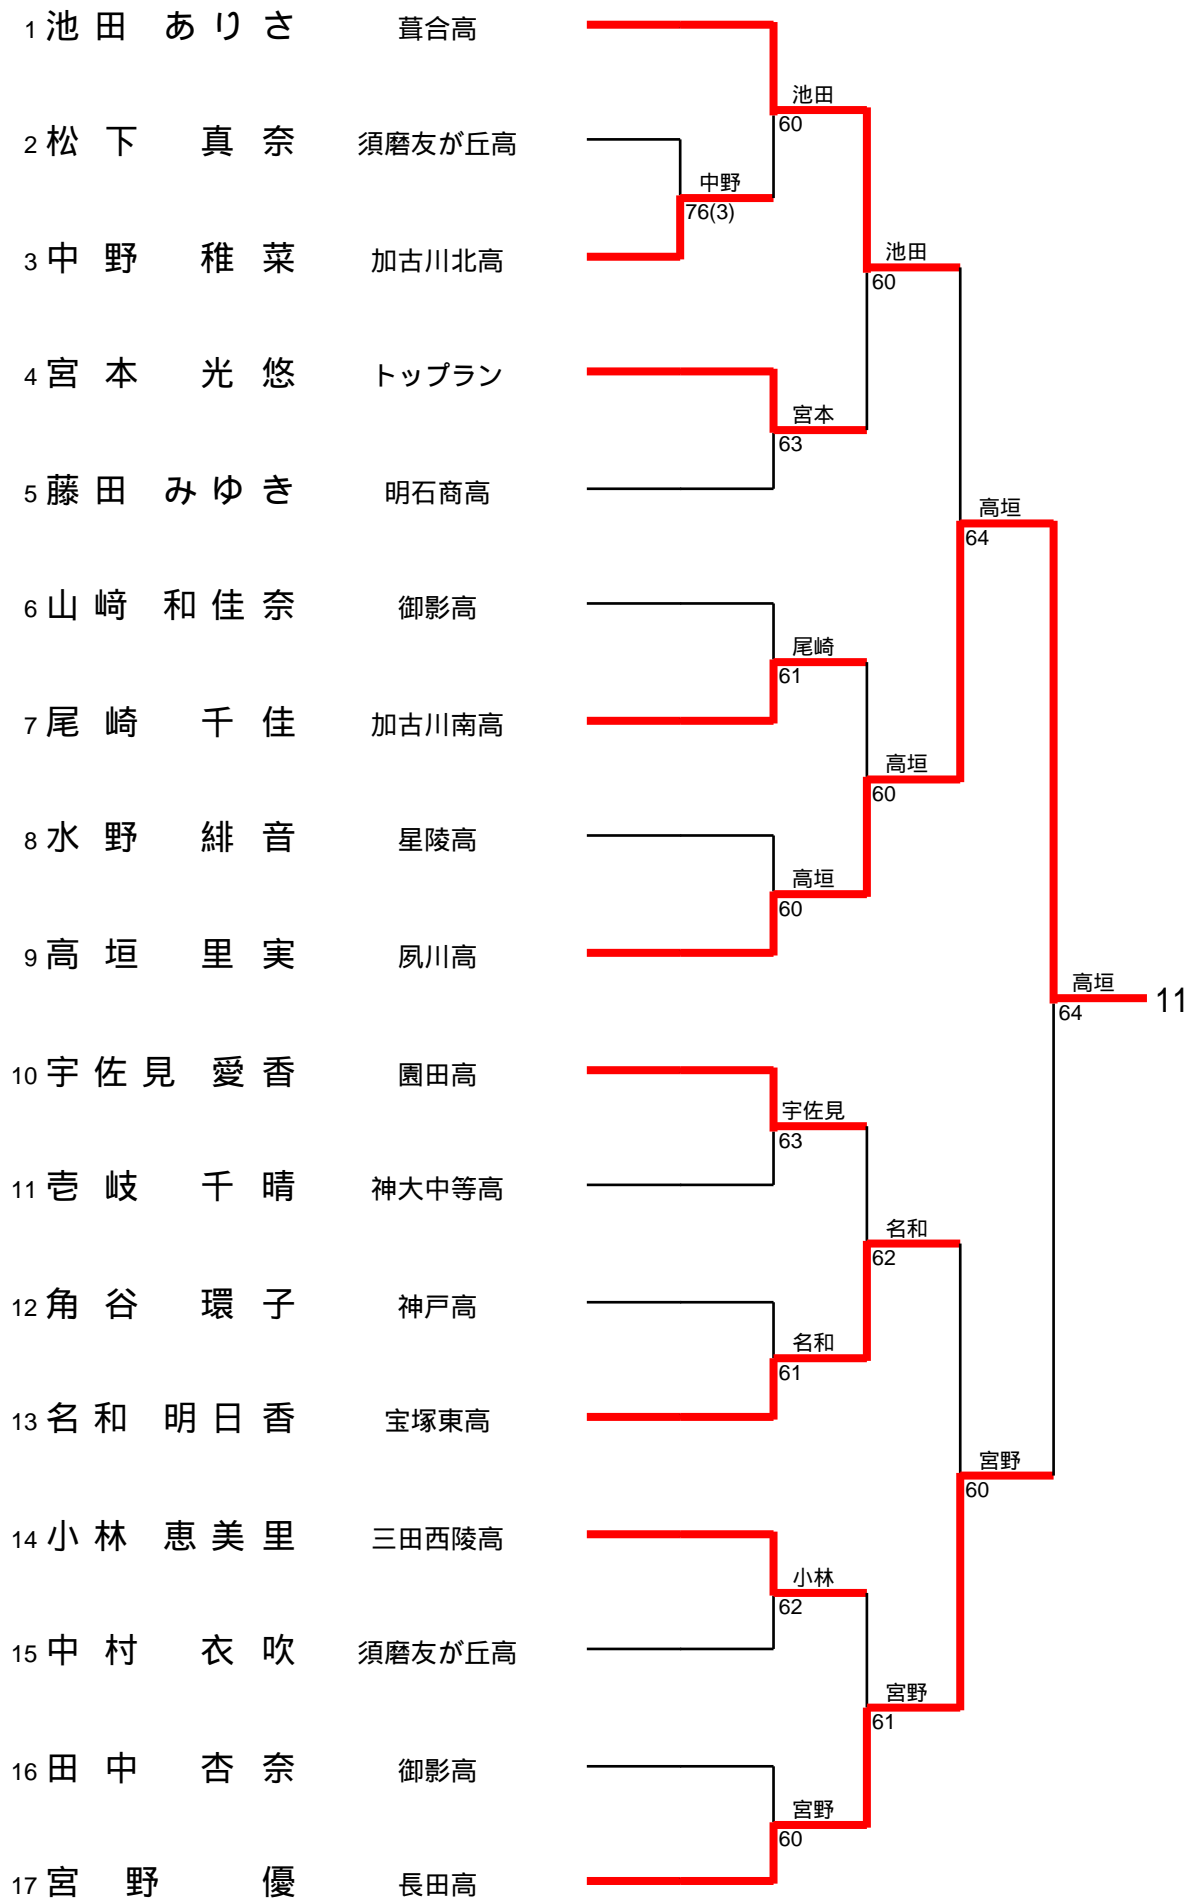 1 池田 ありさ 葺合高
池田
60
2 松下 真奈 須磨友が丘高
中野
76(3)
3 中野 稚菜 加古川北高
池田
60
4 宮本 光悠 トップラン
宮本
63
5 藤田 みゆき 明石商高
高垣
64
6 山﨑 和佳奈 御影高
尾崎
61
7 尾崎 千佳 加古川南高
高垣
60
8 水野 緋音 星陵高
高垣
60
9 高垣 里実 夙川高
高垣
64
11
10 宇佐見 愛香 園田高
宇佐見
63
11 壱岐 千晴 神大中等高
名和
62
12 角谷 環子 神戸高
名和
61
13 名和 明日香 宝塚東高
宮野
60
14 小林 恵美里 三田西陵高
小林
62
15 中村 衣吹 須磨友が丘高
宮野
61
16 田中 杏奈 御影高
宮野
60
17 宮野 優 長田高